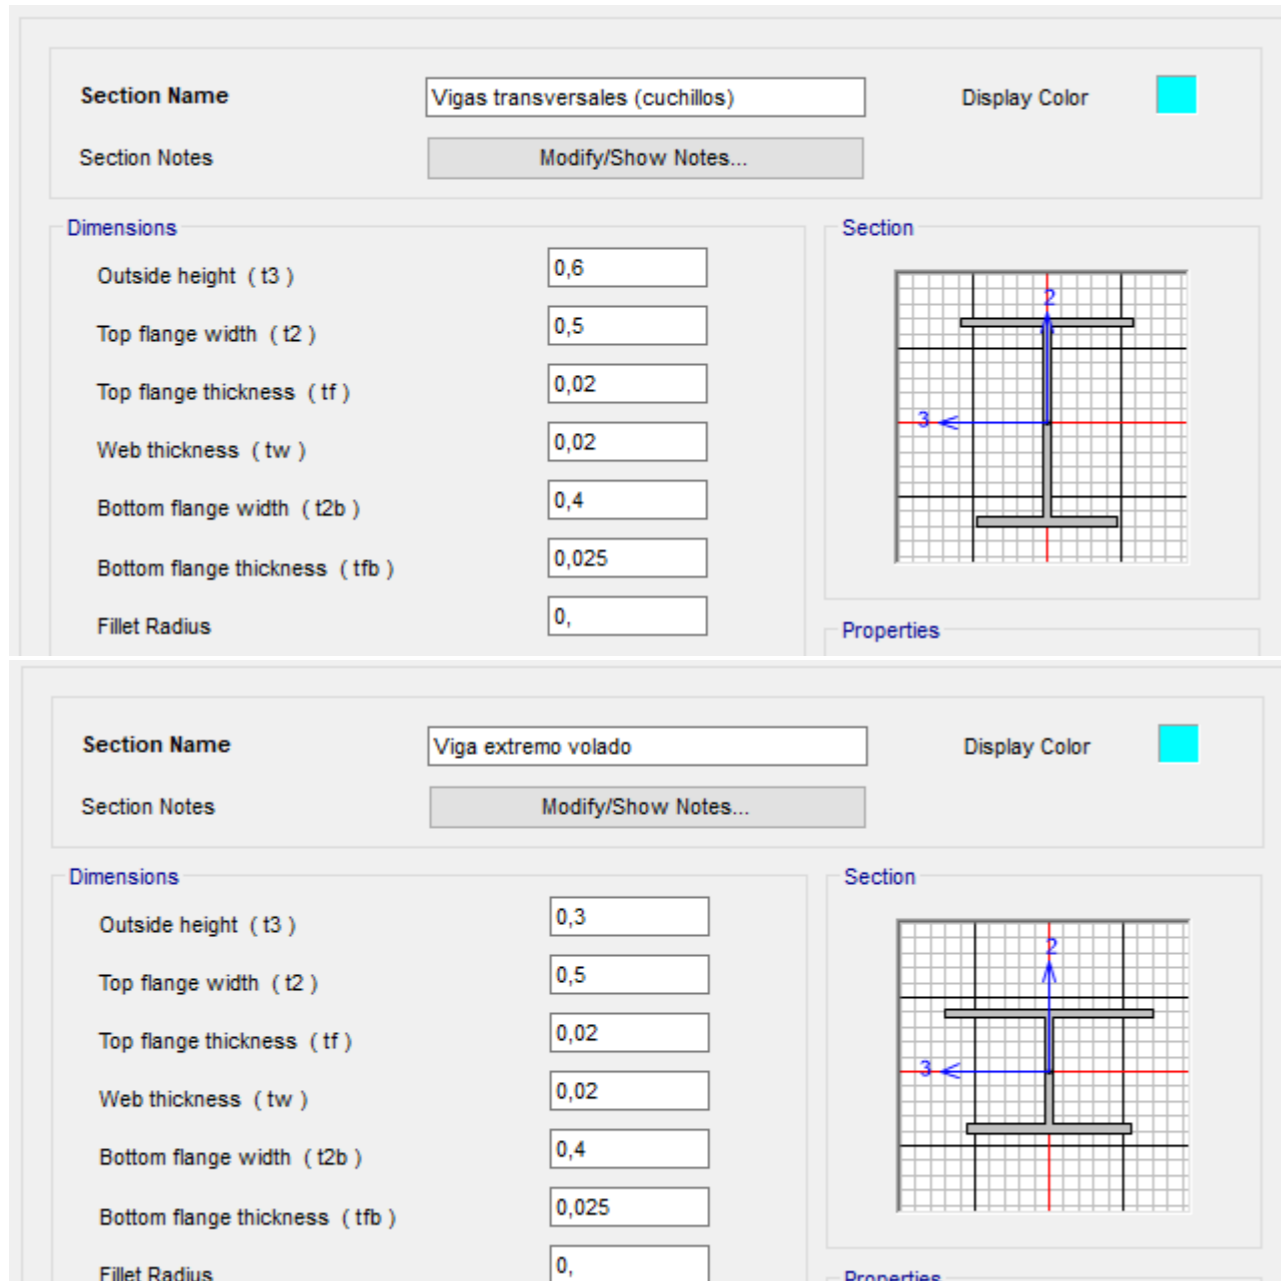 Section Name Vigas transversales (cuchillos) Display Color
Section Notes Modify/Show Notes...
Dimensions Section
Outside height ( t3 ) 0,6
Top flange width ( t2 ) 0,5
Top flange thickness ( tf ) 0,02
Web thickness ( tw ) 0,02
Bottom flange width ( t2b ) 0,4
Bottom flange thickness ( tfb ) 0,025
Fillet Radius 0,
2
3
Properties
Section Name Viga extremo volado Display Color
Section Notes Modify/Show Notes...
Dimensions Section
Outside height ( t3 ) 0,3
Top flange width ( t2 ) 0,5
Top flange thickness ( tf ) 0,02
Web thickness ( tw ) 0,02
Bottom flange width ( t2b ) 0,4
Bottom flange thickness ( tfb ) 0,025
Fillet Radius 0,
2
3
Properties